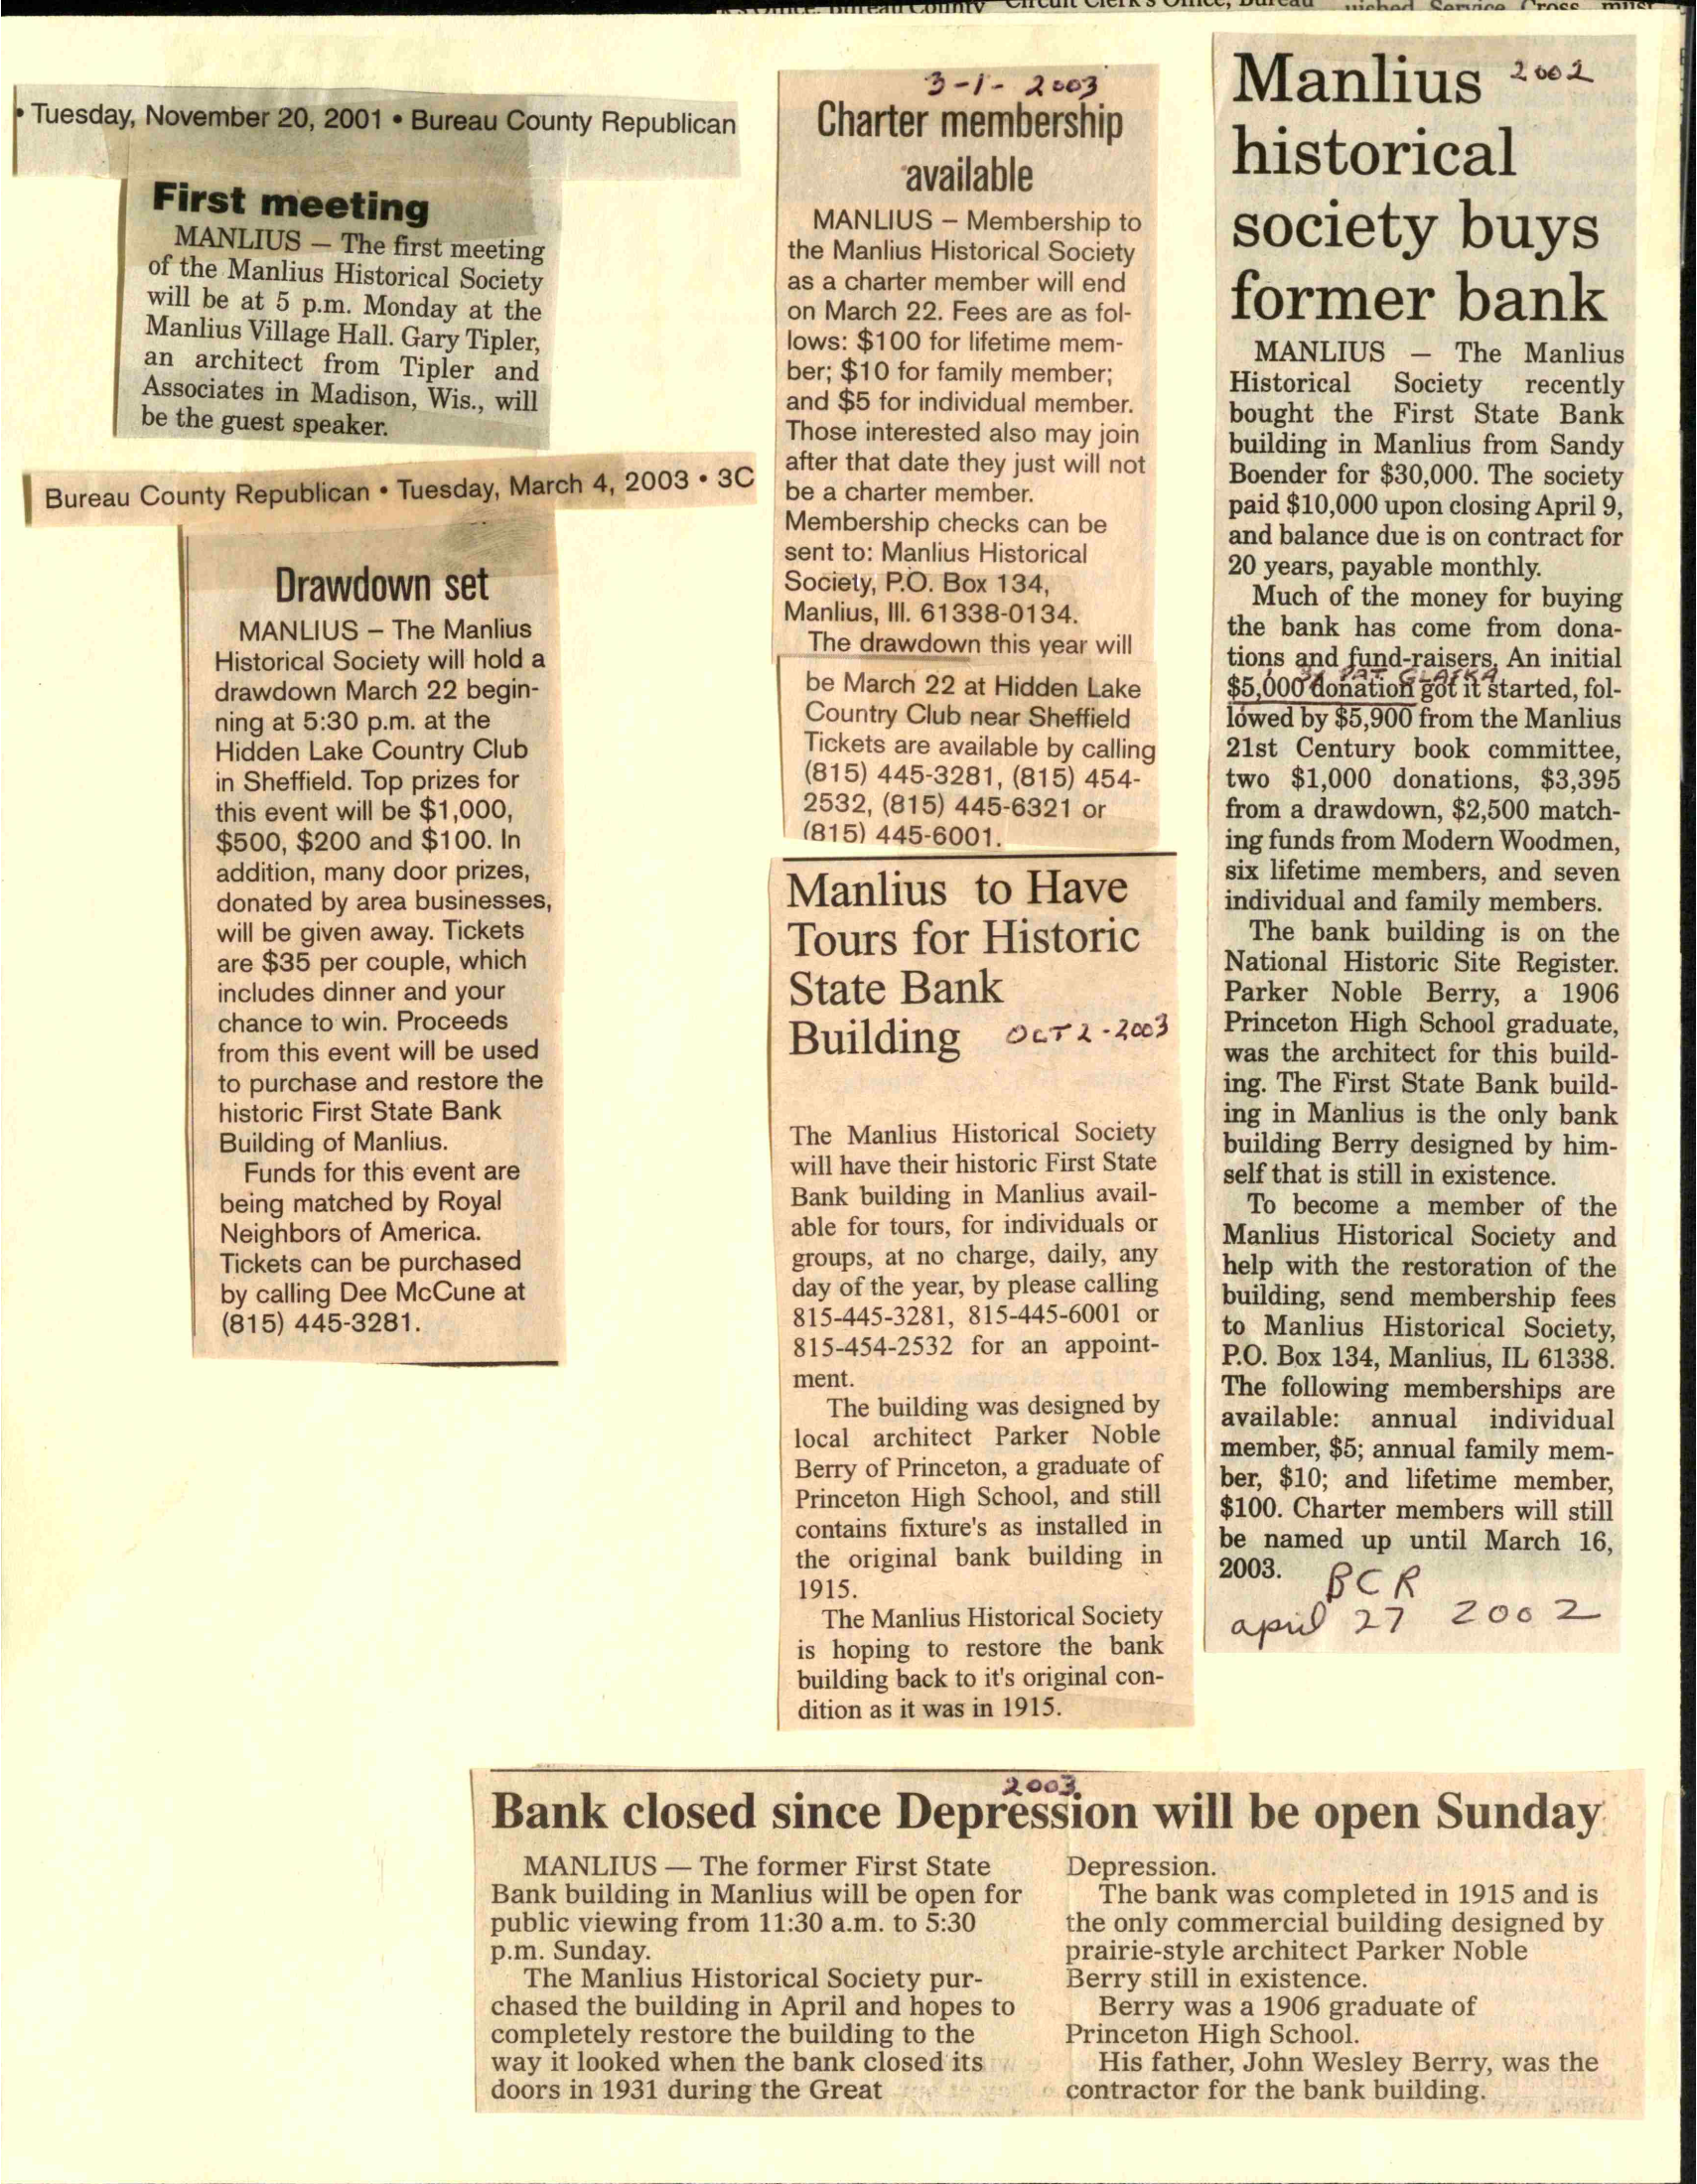 Circuit Clerk's Office, Bureau
Service Cross, must
• Tuesday, November 20, 2001 • Bureau County Republican
First meeting
MANLIUS — The first meeting
of the Manlius Historical Society
will be at 5 p.m. Monday at the
Manlius Village Hall. Gary Tipler,
an architect from Tipler and
Associates in Madison, Wis., will
be the guest speaker.
Bureau County Republican • Tuesday, March 4, 2003 • 3C
Drawdown set
MANLIUS – The Manlius
Historical Society will hold a
drawdown March 22 begin-
ning at 5:30 p.m. at the
Hidden Lake Country Club
in Sheffield. Top prizes for
this event will be $1,000,
$500, $200 and $100. In
addition, many door prizes,
donated by area businesses,
will be given away. Tickets
are $35 per couple, which
includes dinner and your
chance to win. Proceeds
from this event will be used
to purchase and restore the
historic First State Bank
Building of Manlius.
Funds for this event are
being matched by Royal
Neighbors of America.
Tickets can be purchased
by calling Dee McCune at
(815) 445-3281.
3-1-2003
Charter membership
available
MANLIUS – Membership to
the Manlius Historical Society
as a charter member will end
on March 22. Fees are as fol-
lows: $100 for lifetime mem-
ber; $10 for family member;
and $5 for individual member.
Those interested also may join
after that date they just will not
be a charter member.
Membership checks can be
sent to: Manlius Historical
Society, P.O. Box 134,
Manlius, Ill. 61338-0134.
The drawdown this year will
be March 22 at Hidden Lake
Country Club near Sheffield
Tickets are available by calling
(815) 445-3281, (815) 454-
2532, (815) 445-6321 or
(815) 445-6001.
Manlius to Have
Tours for Historic
State Bank
Building OCT 2-2003
The Manlius Historical Society
will have their historic First State
Bank building in Manlius avail-
able for tours, for individuals or
groups, at no charge, daily, any
day of the year, by please calling
815-445-3281, 815-445-6001 or
815-454-2532 for an appoint-
ment.
The building was designed by
local architect Parker Noble
Berry of Princeton, a graduate of
Princeton High School, and still
contains fixture's as installed in
the original bank building in
1915.
The Manlius Historical Society
is hoping to restore the bank
building back to it's original con-
dition as it was in 1915.
Manlius 2002
historical
society buys
former bank
MANLIUS – The Manlius
Historical Society recently
bought the First State Bank
building in Manlius from Sandy
Boender for $30,000. The society
paid $10,000 upon closing April 9,
and balance due is on contract for
20 years, payable monthly.
Much of the money for buying
the bank has come from dona-
tions and fund-raisers. An initial
$5,000 donation got it started, fol-
lowed by $5,900 from the Manlius
21st Century book committee,
two $1,000 donations, $3,395
from a drawdown, $2,500 match-
ing funds from Modern Woodmen,
six lifetime members, and seven
individual and family members.
The bank building is on the
National Historic Site Register.
Parker Noble Berry, a 1906
Princeton High School graduate,
was the architect for this build-
ing. The First State Bank build-
ing in Manlius is the only bank
building Berry designed by him-
self that is still in existence.
To become a member of the
Manlius Historical Society and
help with the restoration of the
building, send membership fees
to Manlius Historical Society,
P.O. Box 134, Manlius, IL 61338.
The following memberships are
available: annual individual
member, $5; annual family mem-
ber, $10; and lifetime member,
$100. Charter members will still
be named up until March 16,
2003.
BCR
april 27 2002
2003
Bank closed since Depression will be open Sunday
MANLIUS — The former First State
Bank building in Manlius will be open for
public viewing from 11:30 a.m. to 5:30
p.m. Sunday.
The Manlius Historical Society pur-
chased the building in April and hopes to
completely restore the building to the
way it looked when the bank closed its
doors in 1931 during the Great
Depression.
The bank was completed in 1915 and is
the only commercial building designed by
prairie-style architect Parker Noble
Berry still in existence.
Berry was a 1906 graduate of
Princeton High School.
His father, John Wesley Berry, was the
contractor for the bank building.